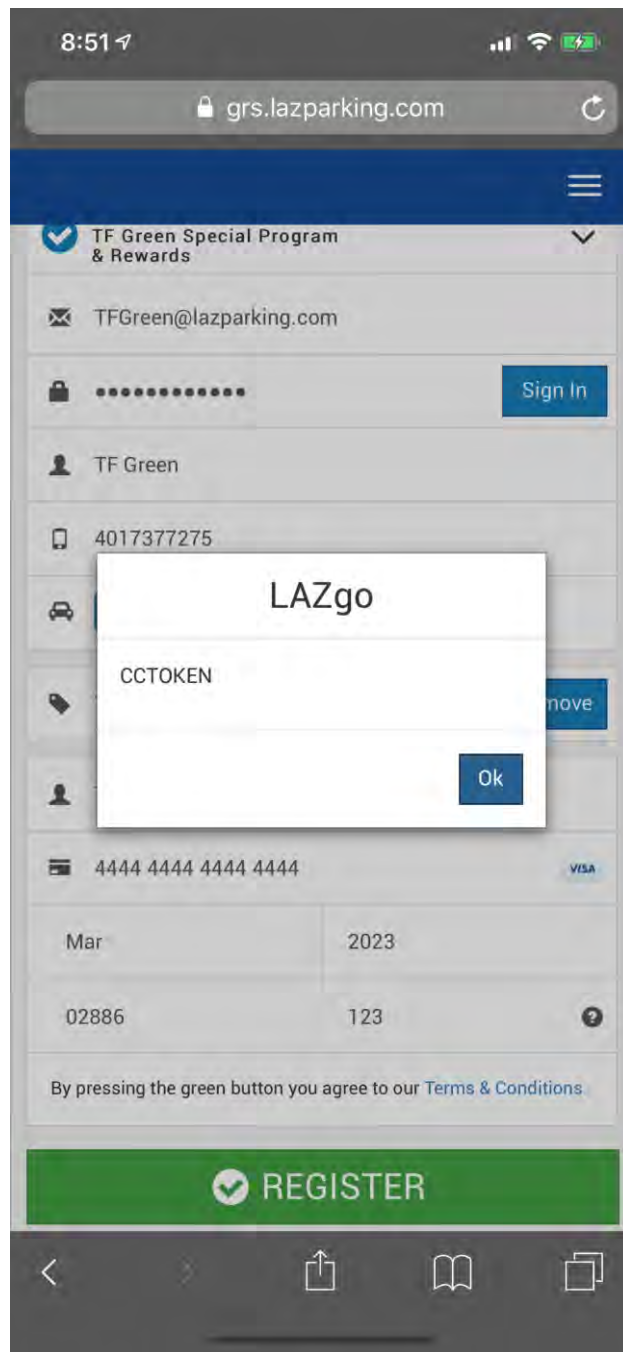 8:51
grs.lazparking.com
TF Green Special Program
& Rewards
TFGreen@lazparking.com
Sign In
TF Green
4017377275
LAZgo
CCTOKEN
Ok
4444 4444 4444 4444
VISA
Mar 2023
02886 123
By pressing the green button you agree to our Terms & Conditions
REGISTER